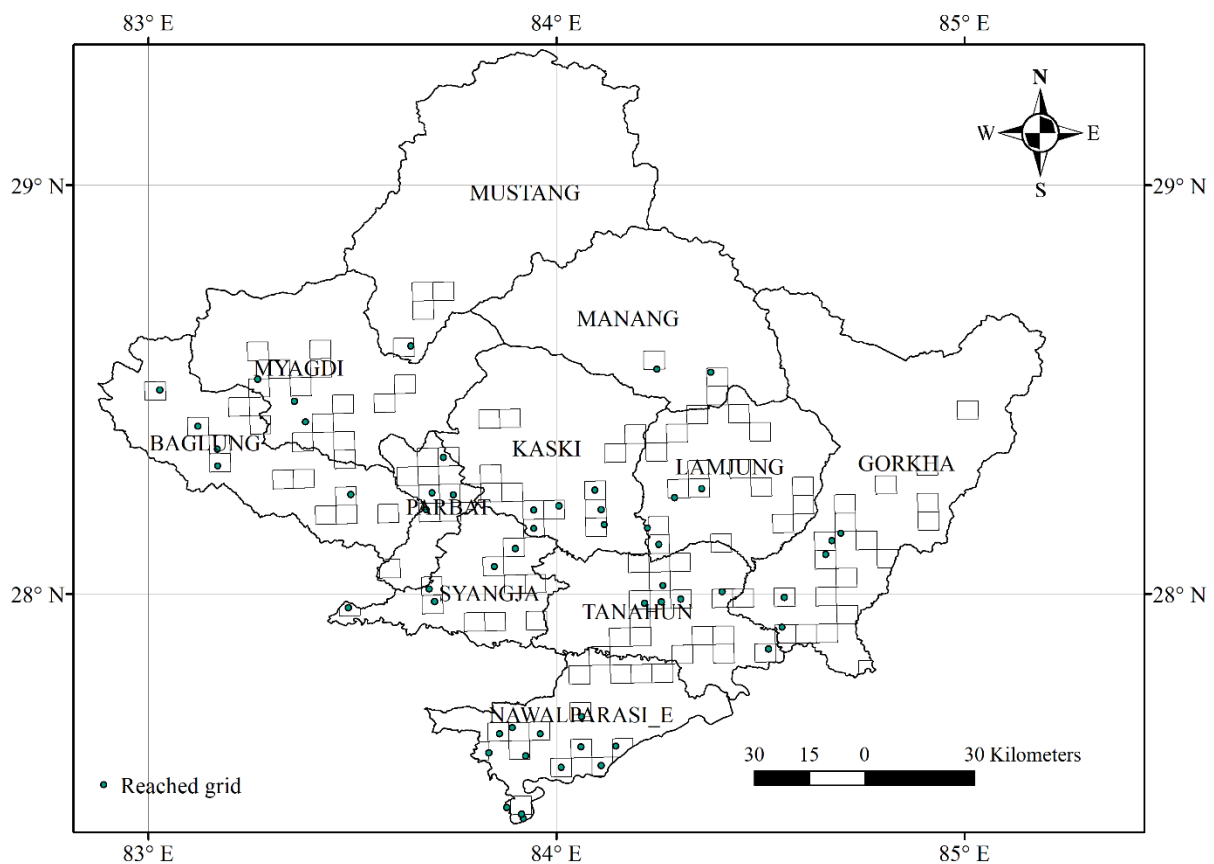 83° E 84° E 85° E
N
W E
S
29° N 29° N
MUSTANG
MANANG
MYAGDI
BAGLUNG
KASKI
LAMJUNG
GORKHA
PARBAT
SYANGJA
TANAHUN
28° N 28° N
NAWALPARASI_E
30 15 0 30 Kilometers
Reached grid
83° E 84° E 85° E